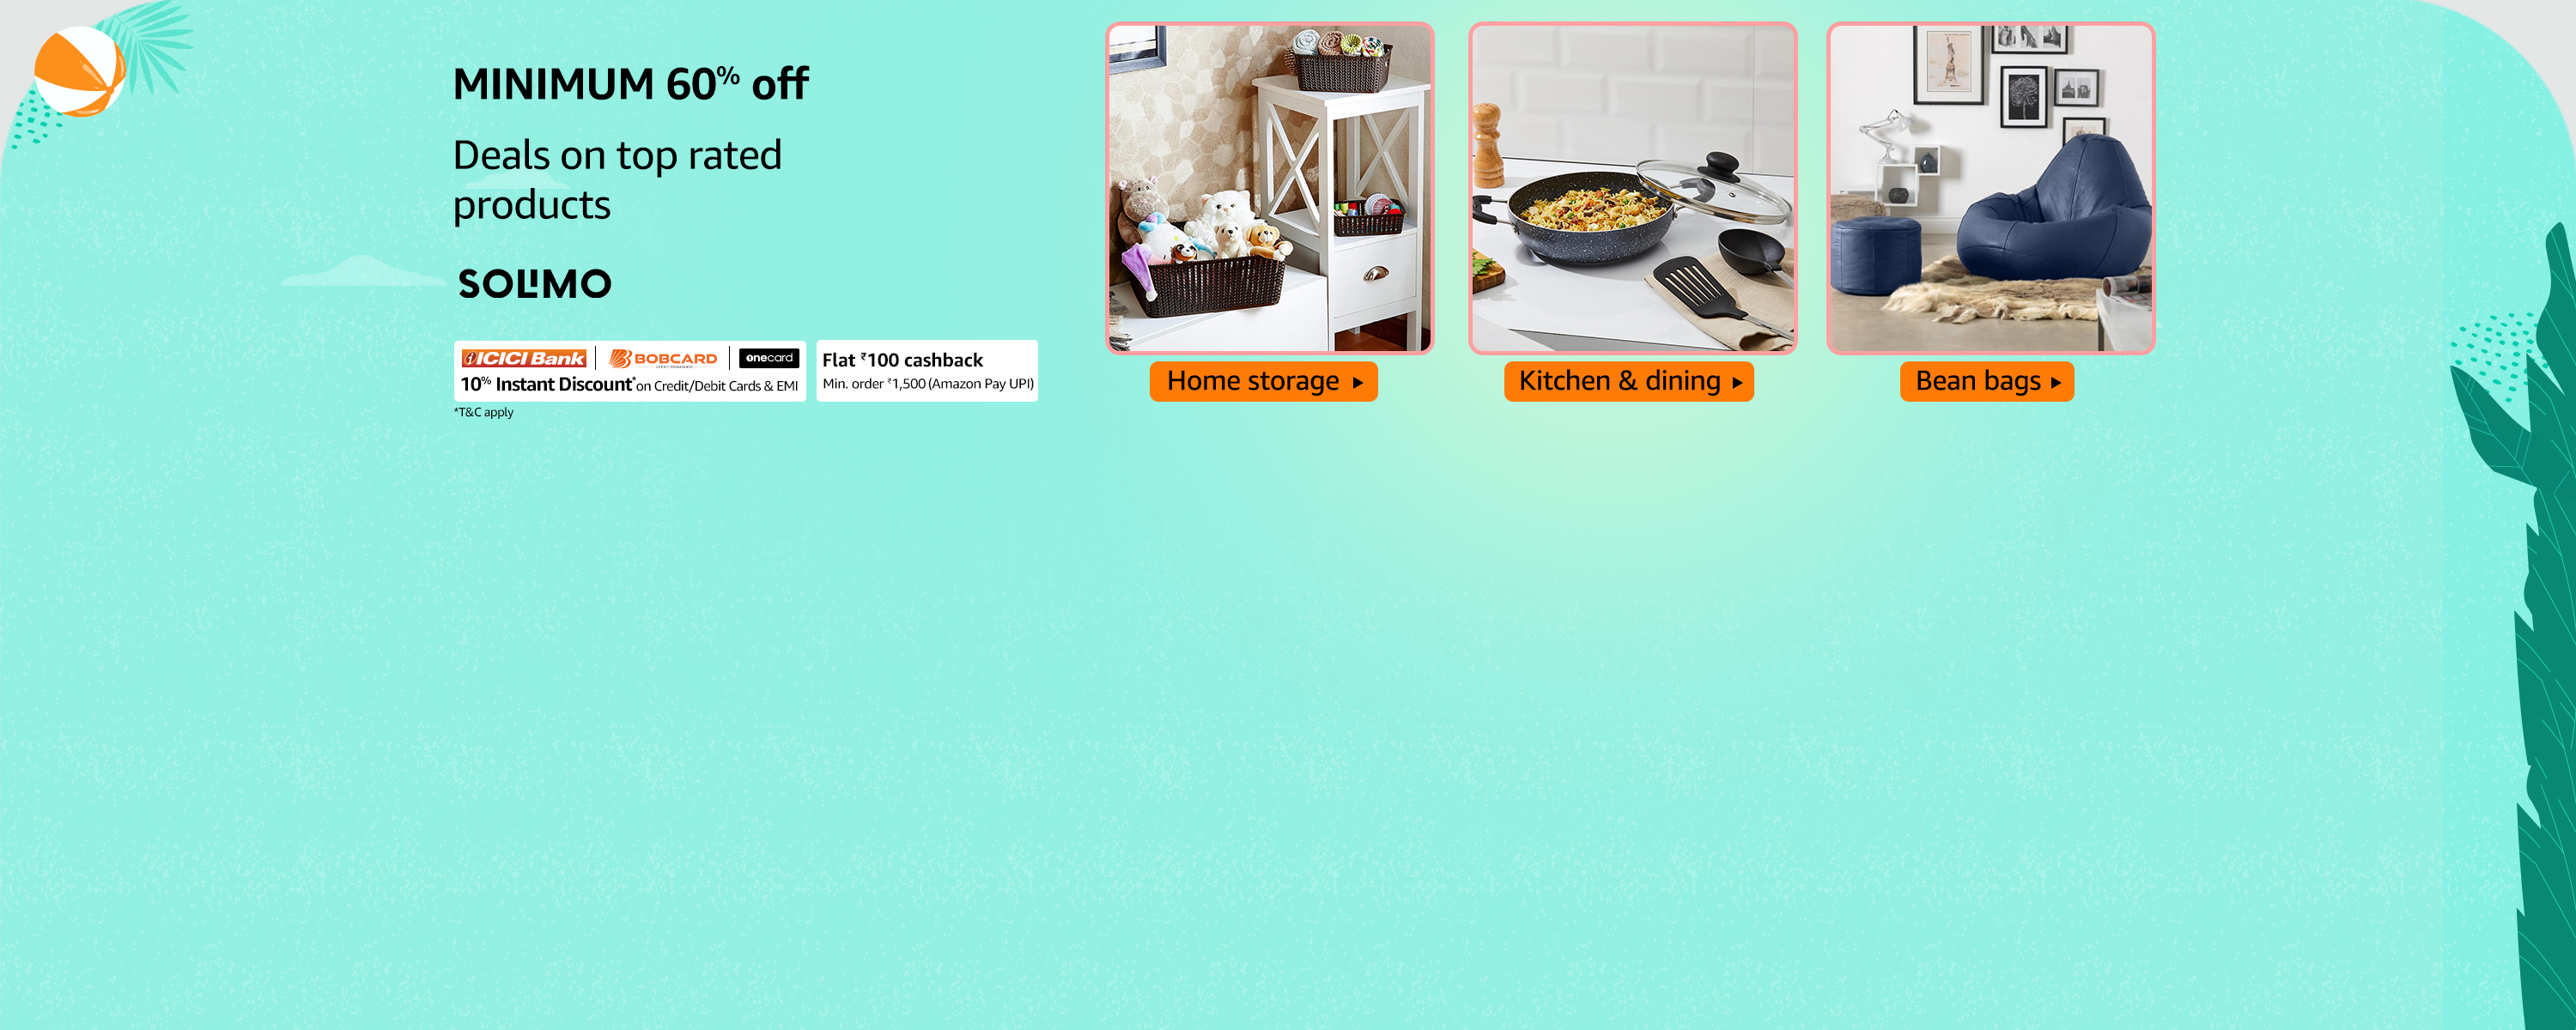 MINIMUM 60% off
Deals on top rated
products
SOLIMO
ICICI Bank BOBCARD onecard
10% Instant Discount* on Credit/Debit Cards & EMI
*T&C apply
Flat ₹100 cashback
Min. order ₹1,500 (Amazon Pay UPI)
Home storage
Kitchen & dining
Bean bags